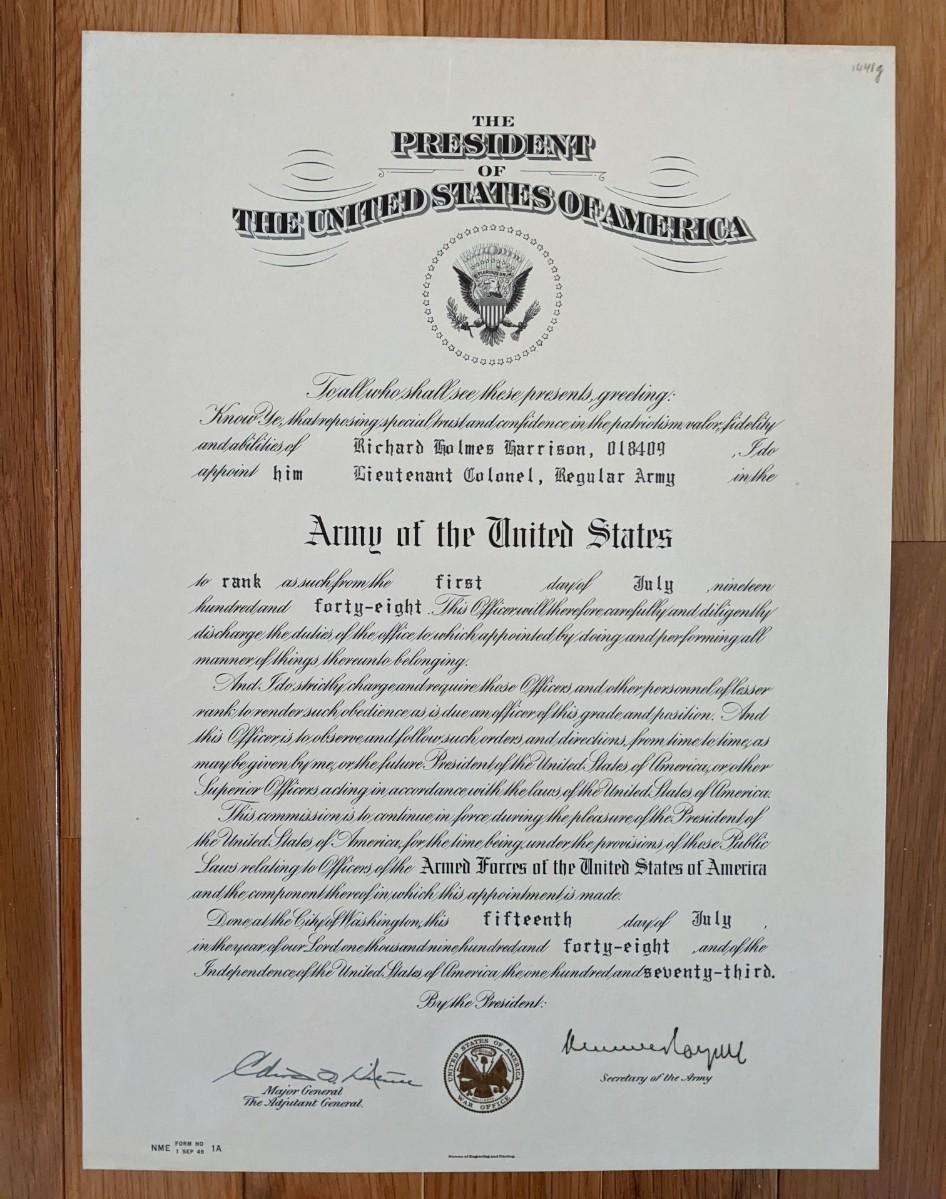 THE
PRESIDENT
OF
THE UNITED STATES OF AMERICA
To all who shall see these presents, greeting:
Know Ye, that reposing special trust and confidence in the patriotism, valor, fidelity
and abilities of Richard Holmes Harrison, O18409 , I do
appoint him Lieutenant Colonel, Regular Army in the
Army of the United States
to rank as such from the first day of July , nineteen
hundred and forty-eight . This Officer will therefore carefully and diligently
discharge the duties of the office to which appointed by doing and performing all
manner of things thereunto belonging.
And I do strictly charge and require those Officers and other personnel of lesser
rank to render such obedience as is due an officer of this grade and position. And
this Officer is to observe and follow such orders and directions, from time to time, as
may be given by me, or the future President of the United States of America, or other
Superior Officers acting in accordance with the laws of the United States of America.
This commission is to continue in force during the pleasure of the President of
the United States of America, for the time being, under the provisions of those Public
Laws relating to Officers of the Armed Forces of the United States of America
and the component thereof in which this appointment is made.
Done at the City of Washington, this fifteenth day of July ,
in the year of our Lord one thousand nine hundred and forty-eight , and of the
Independence of the United States of America the one hundred and seventy-third.
By the President:
UNITED STATES OF AMERICA
WAR OFFICE
Major General
The Adjutant General.
Secretary of the Army
NME FORM NO 1 SEP 48 1A
Bureau of Engraving and Printing